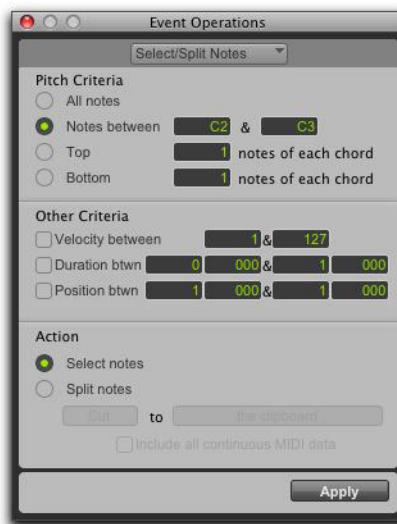 Event Operations
Select/Split Notes
Pitch Criteria
All notes
Notes between C2 & C3
Top 1 notes of each chord
Bottom 1 notes of each chord
Other Criteria
Velocity between 1 & 127
Duration btwn 0 000 & 1 000
Position btwn 1 000 & 1 000
Action
Select notes
Split notes
Cut to the clipboard
Include all continuous MIDI data
Apply